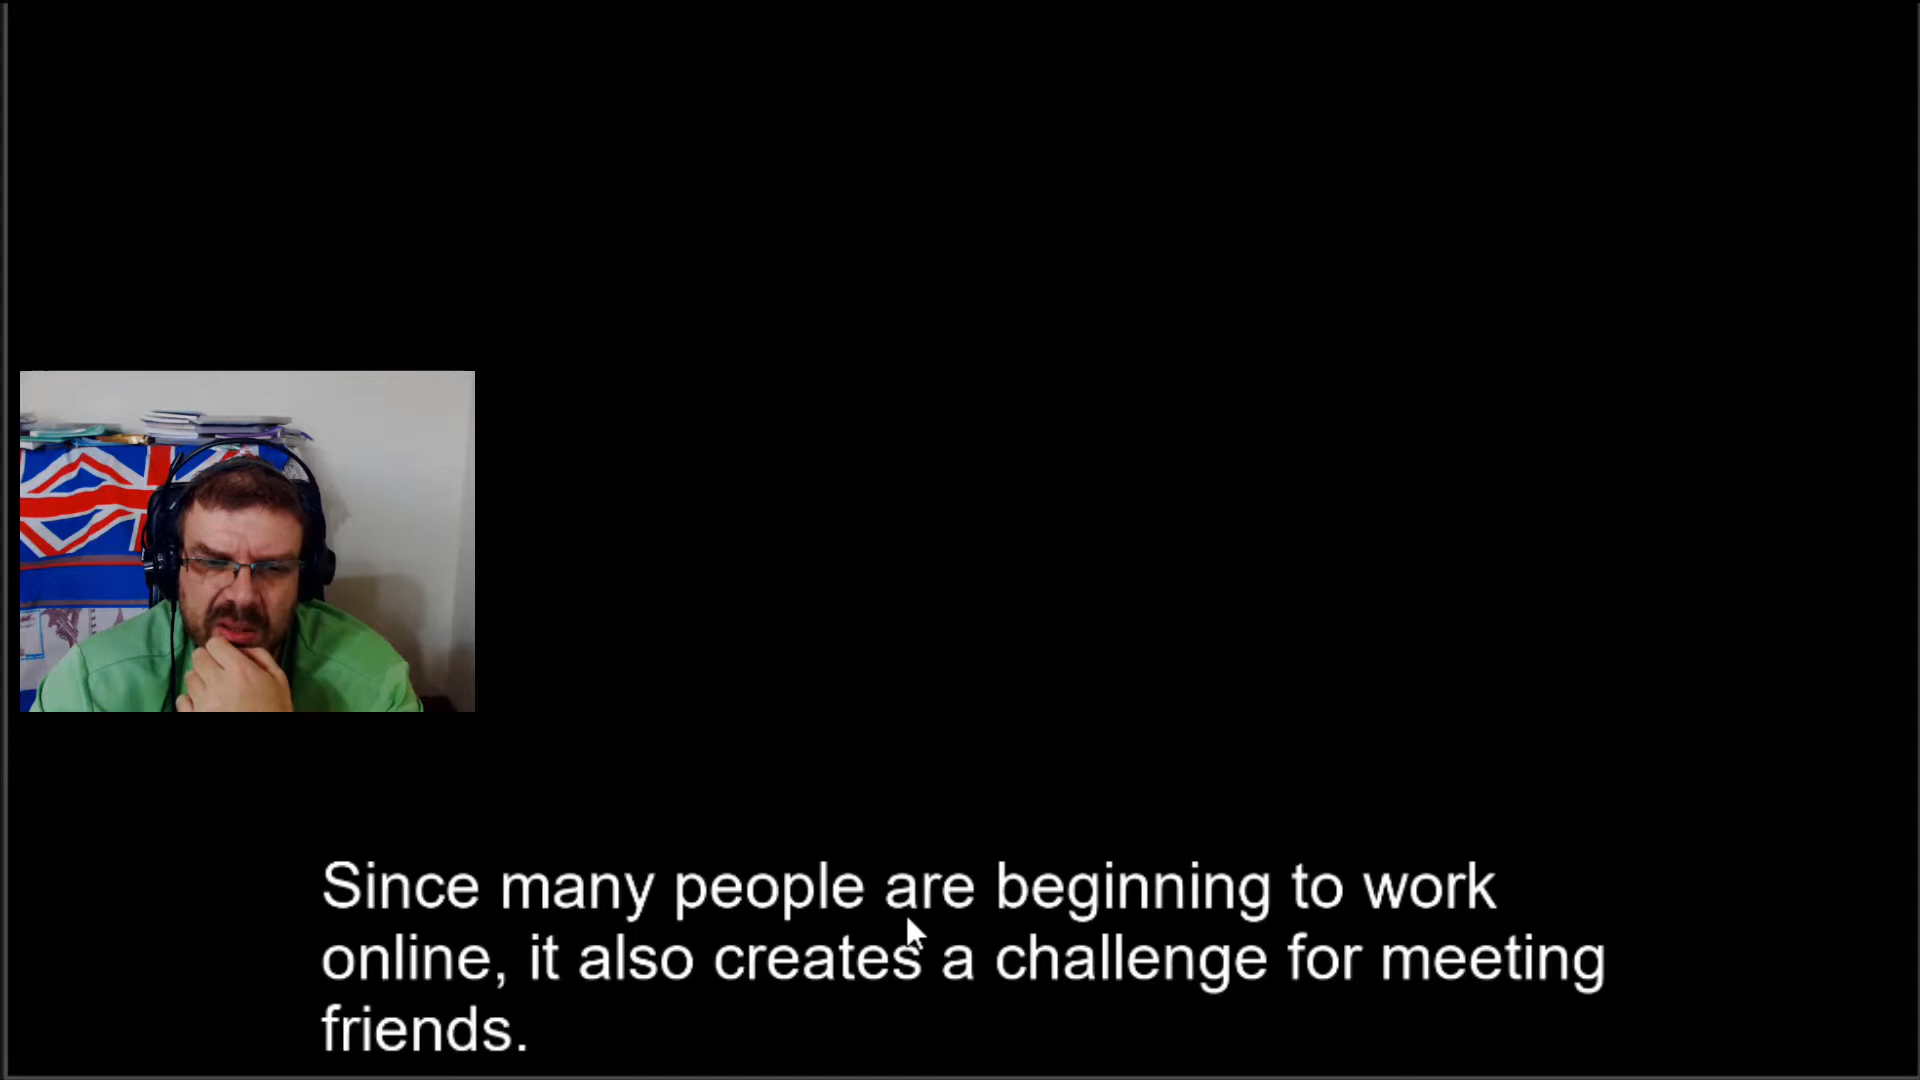 Since many people are beginning to work
online, it also creates a challenge for meeting
friends.